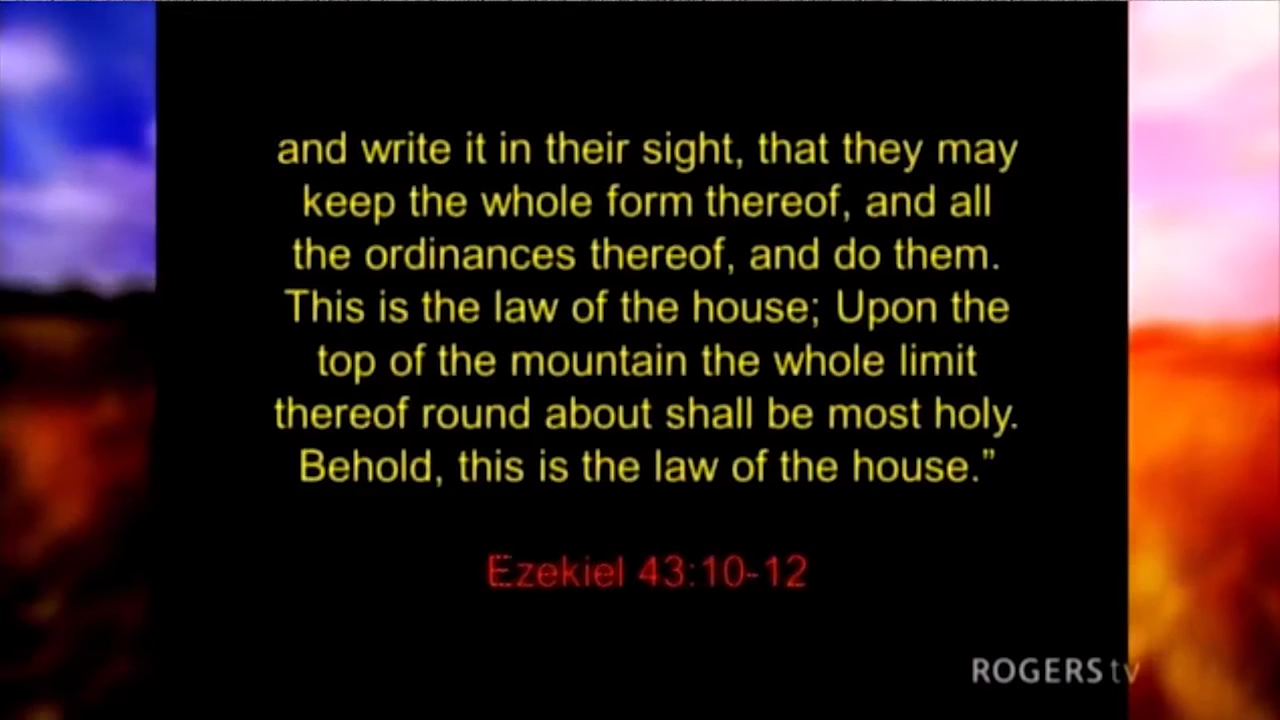 and write it in their sight, that they may
keep the whole form thereof, and all
the ordinances thereof, and do them.
This is the law of the house; Upon the
top of the mountain the whole limit
thereof round about shall be most holy.
Behold, this is the law of the house.”
Ezekiel 43:10-12
ROGERS tv